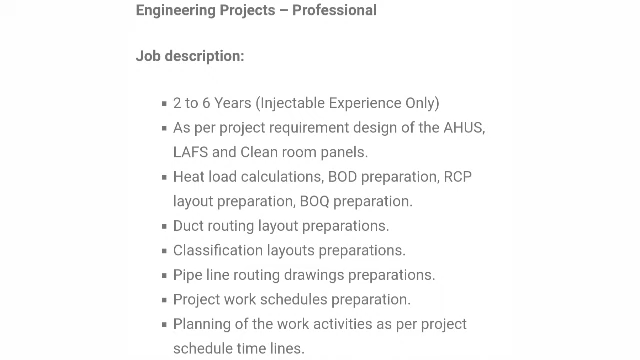 Engineering Projects – Professional
Job description:
▪ 2 to 6 Years (Injectable Experience Only)
▪ As per project requirement design of the AHUS,
LAFS and Clean room panels.
▪ Heat load calculations, BOD preparation, RCP
layout preparation, BOQ preparation.
▪ Duct routing layout preparations.
▪ Classification layouts preparations.
▪ Pipe line routing drawings preparations.
▪ Project work schedules preparation.
▪ Planning of the work activities as per project
schedule time lines.